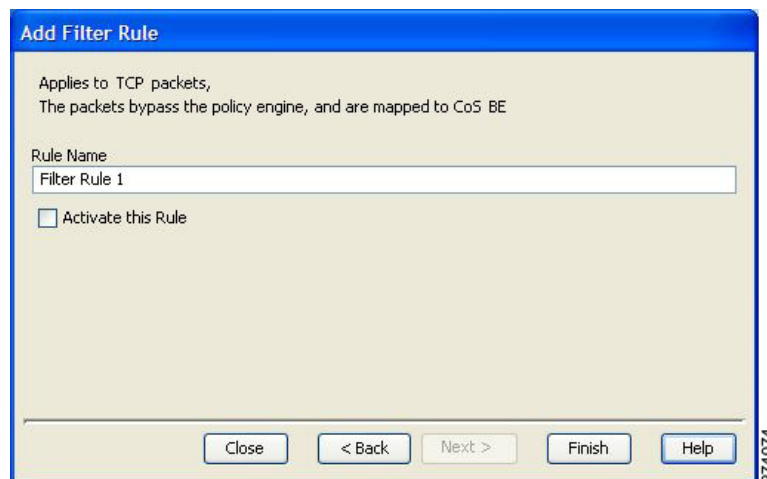 Add Filter Rule
Applies to TCP packets,
The packets bypass the policy engine, and are mapped to CoS BE
Rule Name
Filter Rule 1
Activate this Rule
Close
< Back
Next >
Finish
Help